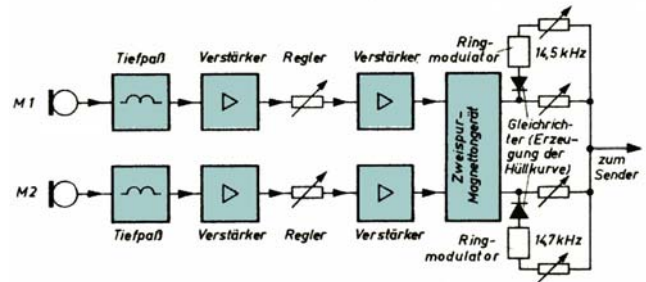 Tiefpaß
Verstärker
Regler
Verstärker
Ring-
modulator
14,5 kHz
M1
Zweispur-
Magnettongerät
Gleichrich-
ter (Erzeu-
gung der
Hüllkurve)
zum
Sender
M2
Tiefpaß
Verstärker
Regler
Verstärker
Ring-
modulator
14,7 kHz